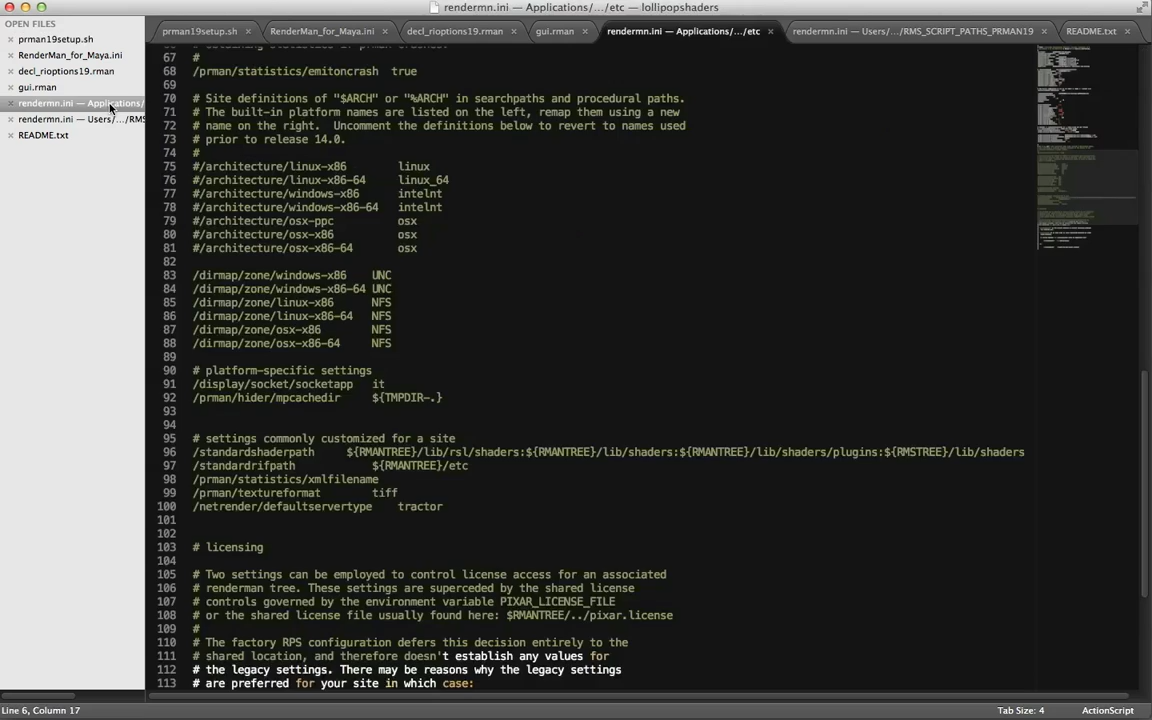 rendermn.ini — Applications/.../etc — lollipopshaders
OPEN FILES
prman19setup.sh
RenderMan_for_Maya.ini
decl_rioptions19.rman
gui.rman
rendermn.ini — Applications/
rendermn.ini — Users/.../RMS
README.txt
prman19setup.sh
RenderMan_for_Maya.ini
decl_rioptions19.rman
gui.rman
rendermn.ini — Applications/.../etc
rendermn.ini — Users/.../RMS_SCRIPT_PATHS_PRMAN19
README.txt
67 #
68 /prman/statistics/emitoncrash true
69
70 # Site definitions of "$ARCH" or "%ARCH" in searchpaths and procedural paths.
71 # The built-in platform names are listed on the left, remap them using a new
72 # name on the right. Uncomment the definitions below to revert to names used
73 # prior to release 14.0.
74 #
75 #/architecture/linux-x86 linux
76 #/architecture/linux-x86-64 linux_64
77 #/architecture/windows-x86 intelnt
78 #/architecture/windows-x86-64 intelnt
79 #/architecture/osx-ppc osx
80 #/architecture/osx-x86 osx
81 #/architecture/osx-x86-64 osx
82
83 /dirmap/zone/windows-x86 UNC
84 /dirmap/zone/windows-x86-64 UNC
85 /dirmap/zone/linux-x86 NFS
86 /dirmap/zone/linux-x86-64 NFS
87 /dirmap/zone/osx-x86 NFS
88 /dirmap/zone/osx-x86-64 NFS
89
90 # platform-specific settings
91 /display/socket/socketapp it
92 /prman/hider/mpcachedir ${TMPDIR-.}
93
94
95 # settings commonly customized for a site
96 /standardshaderpath ${RMANTREE}/lib/rsl/shaders:${RMANTREE}/lib/shaders:${RMANTREE}/lib/shaders/plugins:${RMSTREE}/lib/shaders
97 /standardrifpath ${RMANTREE}/etc
98 /prman/statistics/xmlfilename
99 /prman/textureformat tiff
100 /netrender/defaultservertype tractor
101
102
103 # licensing
104
105 # Two settings can be employed to control license access for an associated
106 # renderman tree. These settings are superceded by the shared license
107 # controls governed by the environment variable PIXAR_LICENSE_FILE
108 # or the shared license file usually found here: $RMANTREE/../pixar.license
109 #
110 # The factory RPS configuration defers this decision entirely to the
111 # shared location, and therefore doesn't establish any values for
112 # the legacy settings. There may be reasons why the legacy settings
113 # are preferred for your site in which case:
Line 6, Column 17
Tab Size: 4
ActionScript